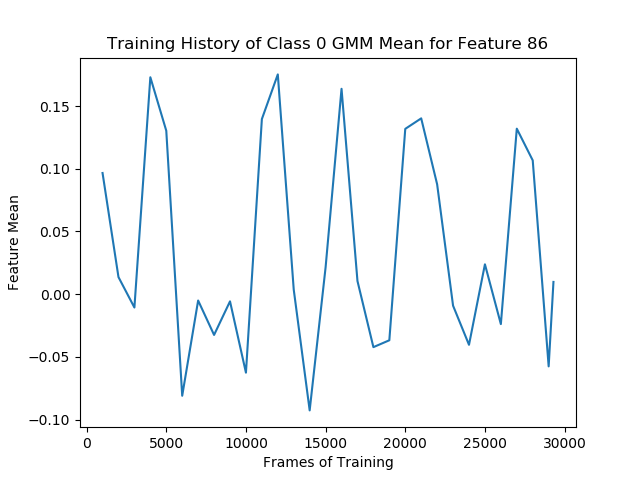 Training History of Class 0 GMM Mean for Feature 86
Feature Mean
0.15
0.10
0.05
0.00
−0.05
−0.10
0 5000 10000 15000 20000 25000 30000
Frames of Training